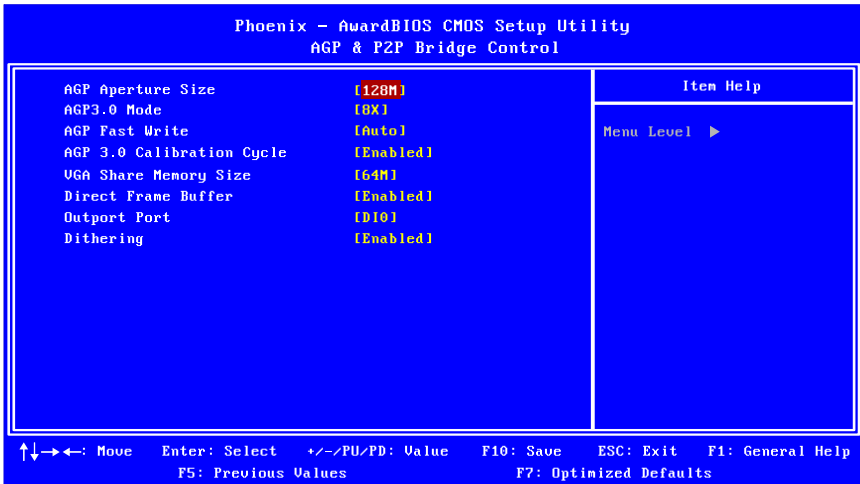 Phoenix – AwardBIOS CMOS Setup Utility
AGP & P2P Bridge Control
AGP Aperture Size [128M]
AGP3.0 Mode [8X]
AGP Fast Write [Auto]
AGP 3.0 Calibration Cycle [Enabled]
VGA Share Memory Size [64M]
Direct Frame Buffer [Enabled]
Outport Port [DI0]
Dithering [Enabled]
Item Help
Menu Level ▶
↑↓→←: Move Enter: Select +/-/PU/PD: Value F10: Save ESC: Exit F1: General Help
F5: Previous Values F7: Optimized Defaults